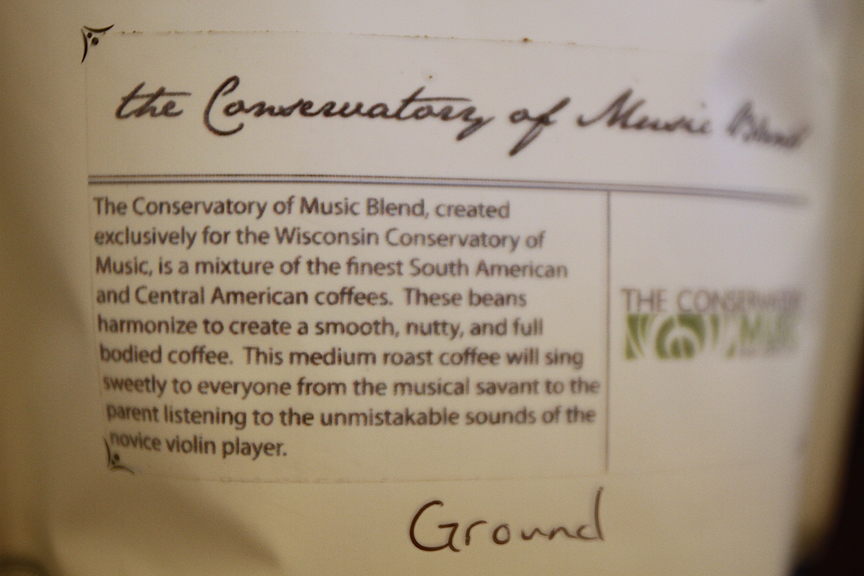 the Conservatory of Music Blend
The Conservatory of Music Blend, created
exclusively for the Wisconsin Conservatory of
Music, is a mixture of the finest South American
and Central American coffees. These beans
harmonize to create a smooth, nutty, and full
bodied coffee. This medium roast coffee will sing
sweetly to everyone from the musical savant to the
parent listening to the unmistakable sounds of the
novice violin player.
THE CONSERVATORY
MUSIC
Ground